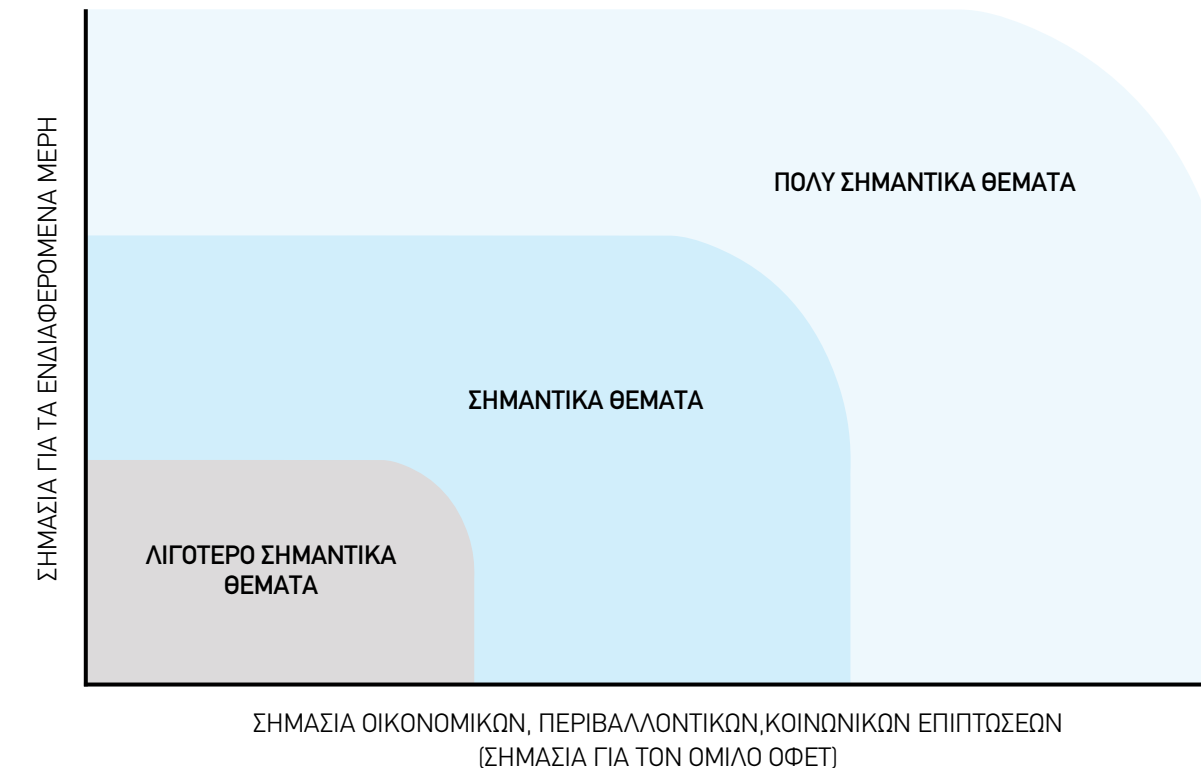 ΣΗΜΑΣΙΑ ΓΙΑ ΤΑ ΕΝΔΙΑΦΕΡΟΜΕΝΑ ΜΕΡΗ
ΠΟΛΥ ΣΗΜΑΝΤΙΚΑ ΘΕΜΑΤΑ
ΣΗΜΑΝΤΙΚΑ ΘΕΜΑΤΑ
ΛΙΓΟΤΕΡΟ ΣΗΜΑΝΤΙΚΑ
ΘΕΜΑΤΑ
ΣΗΜΑΣΙΑ ΟΙΚΟΝΟΜΙΚΩΝ, ΠΕΡΙΒΑΛΛΟΝΤΙΚΩΝ,ΚΟΙΝΩΝΙΚΩΝ ΕΠΙΠΤΩΣΕΩΝ
(ΣΗΜΑΣΙΑ ΓΙΑ ΤΟΝ ΟΜΙΛΟ ΟΦΕΤ)